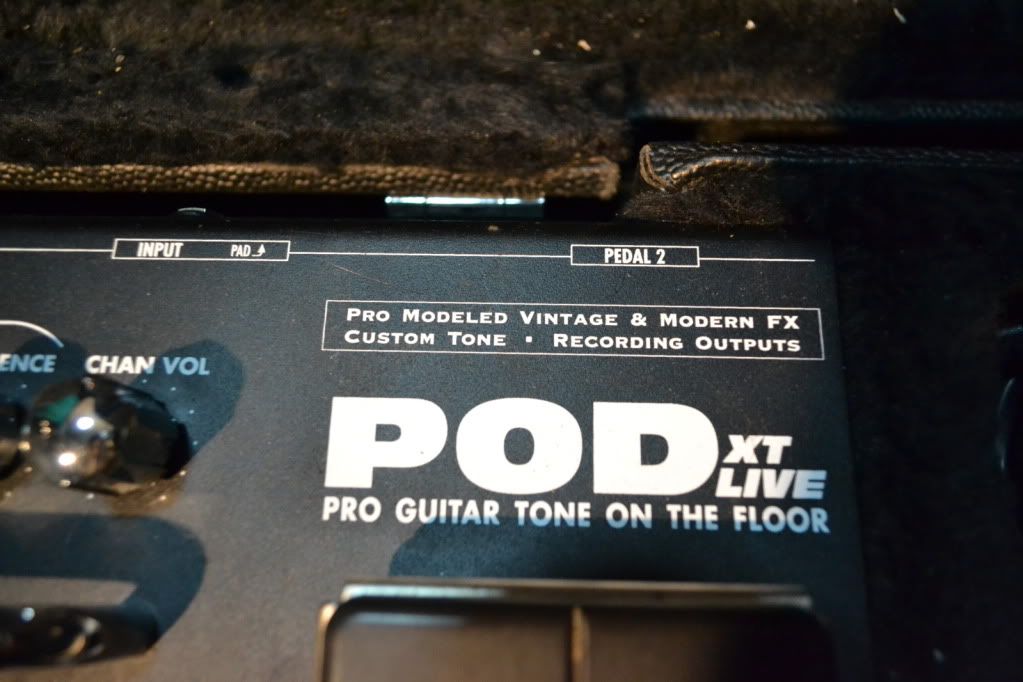 INPUT PAD
PEDAL 2
PRO MODELED VINTAGE & MODERN FX
CUSTOM TONE ▪ RECORDING OUTPUTS
ENCE CHAN VOL
POD XT
LIVE
PRO GUITAR TONE ON THE FLOOR